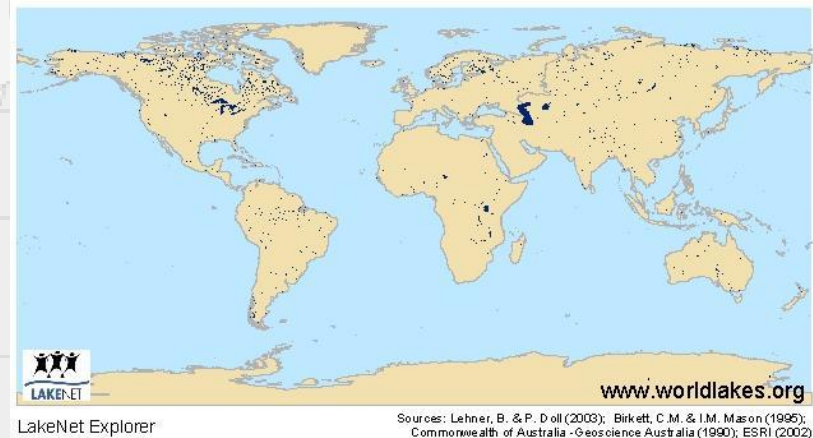 LAKENET
www.worldlakes.org
LakeNet Explorer
Sources: Lehner, B. & P. Doll (2003); Birkett, C.M. & I.M. Mason (1995);
Commonwealth of Australia - Geoscience Australia (1990); ESRI (2002)